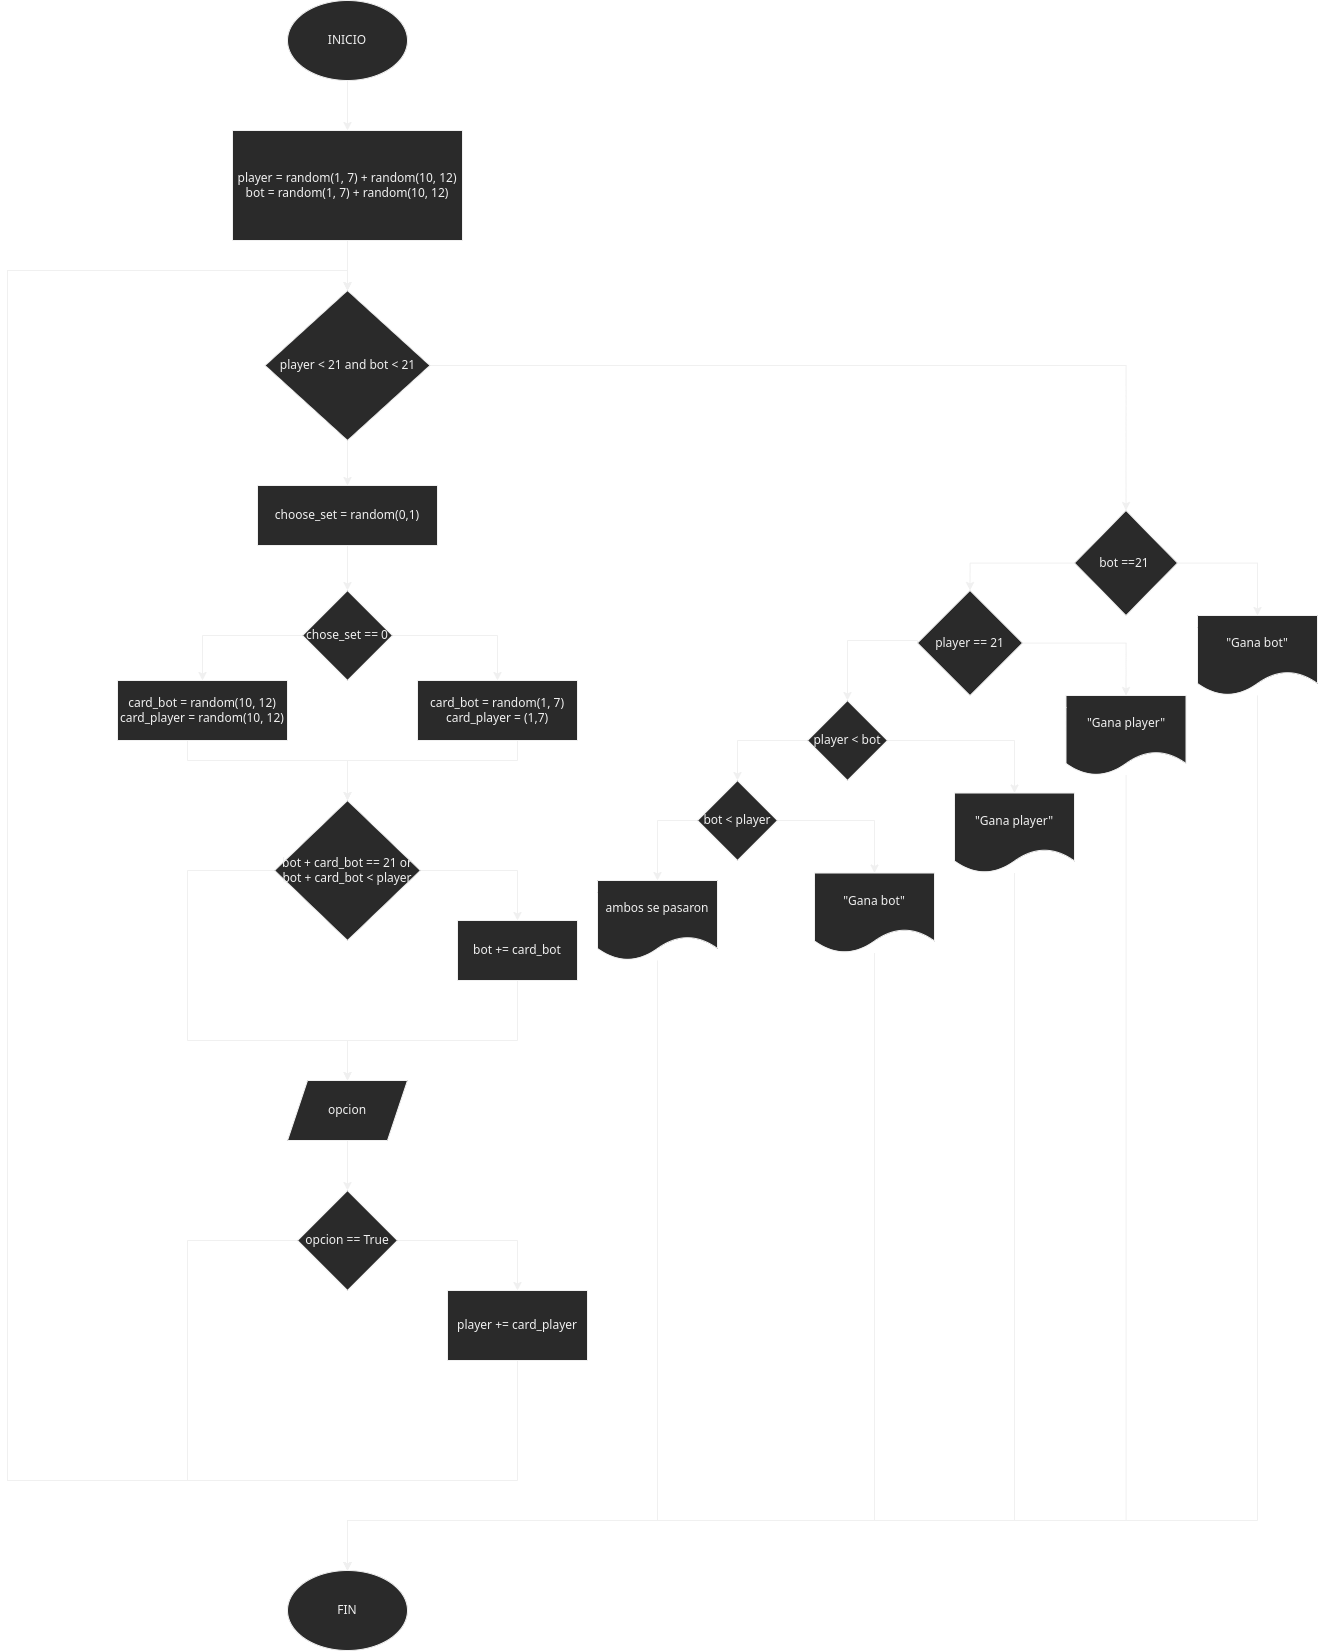 INICIO
player = random(1, 7) + random(10, 12)
bot = random(1, 7) + random(10, 12)
player < 21 and bot < 21
choose_set = random(0,1)
chose_set == 0
card_bot = random(10, 12)
card_player = random(10, 12)
card_bot = random(1, 7)
card_player = (1,7)
bot + card_bot == 21 or
bot + card_bot < player
bot += card_bot
opcion
opcion == True
player += card_player
bot ==21
"Gana bot"
player == 21
"Gana player"
player < bot
"Gana player"
bot < player
"Gana bot"
ambos se pasaron
FIN